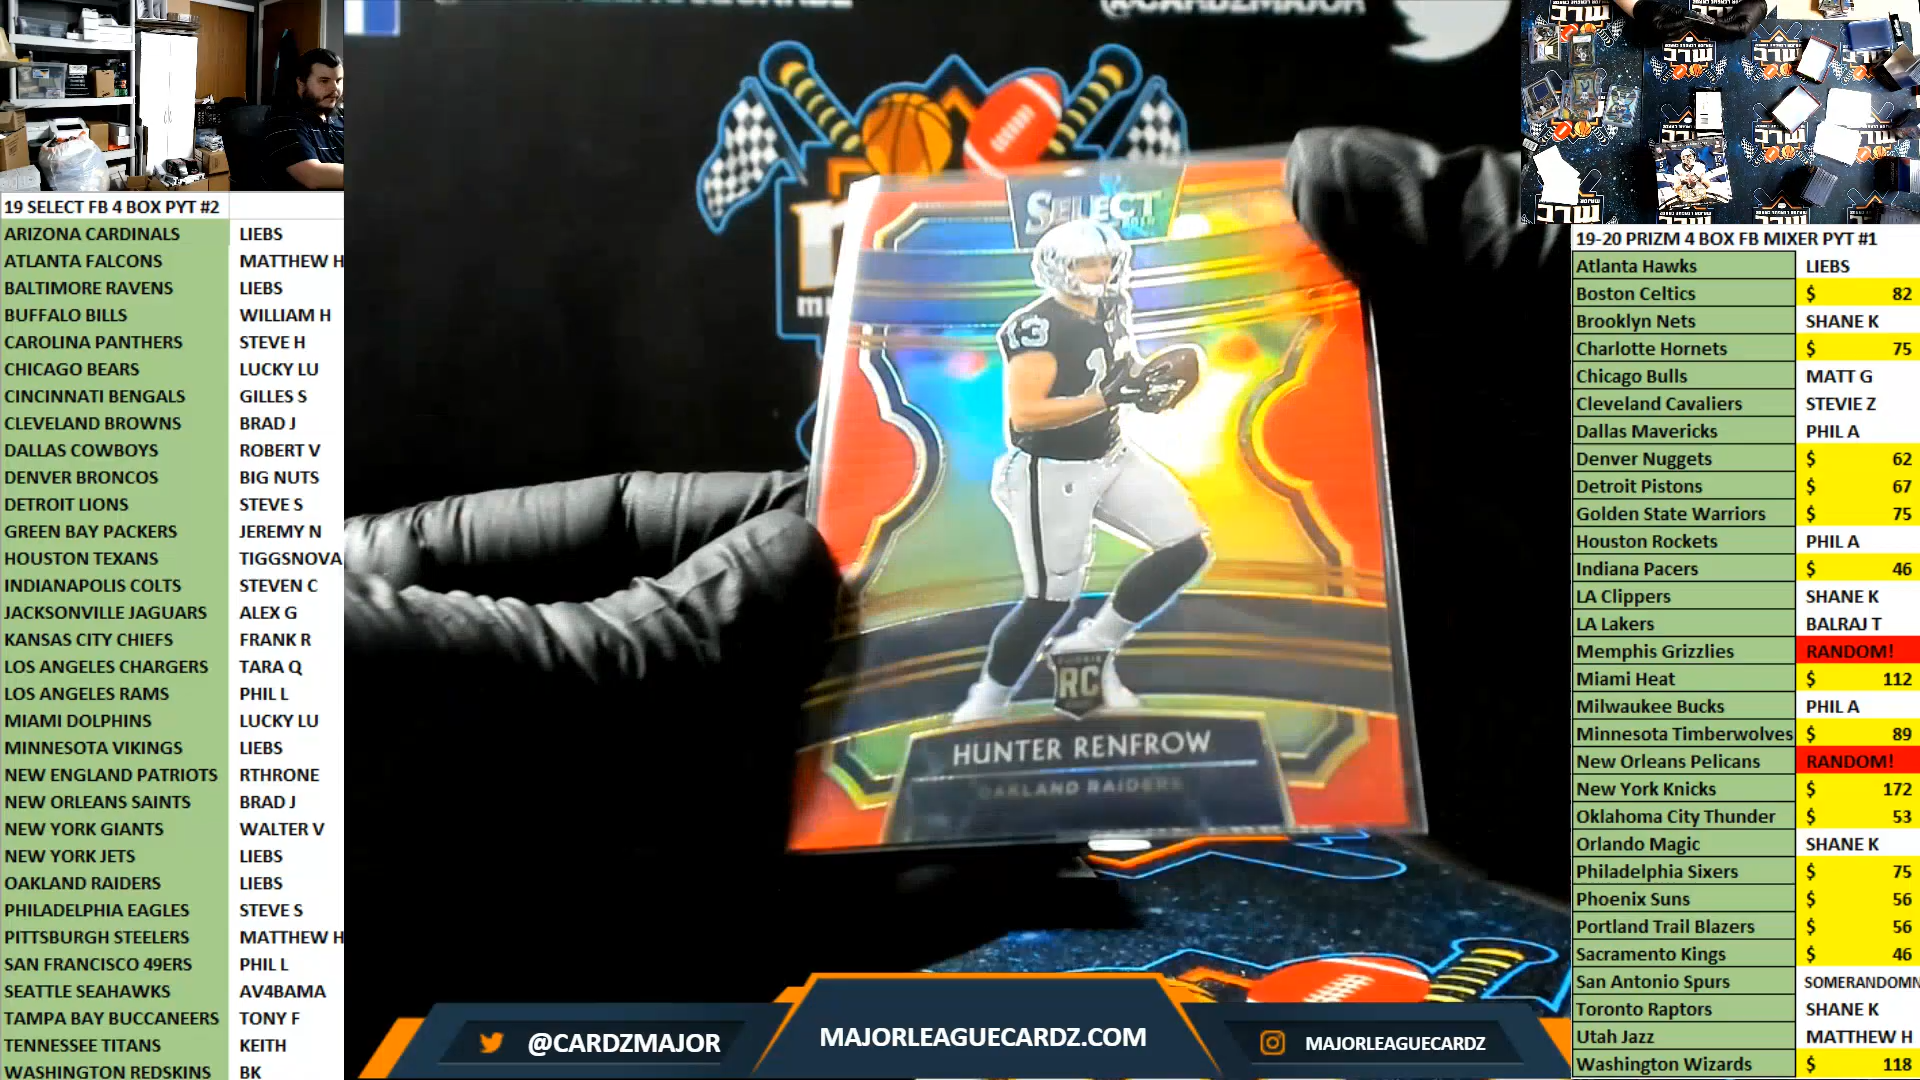 19 SELECT FB 4 BOX PYT #2
ARIZONA CARDINALS LIEBS
ATLANTA FALCONS MATTHEW H
BALTIMORE RAVENS LIEBS
BUFFALO BILLS WILLIAM H
CAROLINA PANTHERS STEVE H
CHICAGO BEARS LUCKY LU
CINCINNATI BENGALS GILLES S
CLEVELAND BROWNS BRAD J
DALLAS COWBOYS ROBERT V
DENVER BRONCOS BIG NUTS
DETROIT LIONS STEVE S
GREEN BAY PACKERS JEREMY N
HOUSTON TEXANS TIGGSNOVA
INDIANAPOLIS COLTS STEVEN C
JACKSONVILLE JAGUARS ALEX G
KANSAS CITY CHIEFS FRANK R
LOS ANGELES CHARGERS TARA Q
LOS ANGELES RAMS PHIL L
MIAMI DOLPHINS LUCKY LU
MINNESOTA VIKINGS LIEBS
NEW ENGLAND PATRIOTS RTHRONE
NEW ORLEANS SAINTS BRAD J
NEW YORK GIANTS WALTER V
NEW YORK JETS LIEBS
OAKLAND RAIDERS LIEBS
PHILADELPHIA EAGLES STEVE S
PITTSBURGH STEELERS MATTHEW H
SAN FRANCISCO 49ERS PHIL L
SEATTLE SEAHAWKS AV4BAMA
TAMPA BAY BUCCANEERS TONY F
TENNESSEE TITANS KEITH
WASHINGTON REDSKINS BK
@CARDZMAJOR
SELECT
13
RC
HUNTER RENFROW
OAKLAND RAIDERS
@CARDZMAJOR
MAJORLEAGUECARDZ.COM
MAJORLEAGUECARDZ
19-20 PRIZM 4 BOX FB MIXER PYT #1
Atlanta Hawks LIEBS
Boston Celtics $ 82
Brooklyn Nets SHANE K
Charlotte Hornets $ 75
Chicago Bulls MATT G
Cleveland Cavaliers STEVIE Z
Dallas Mavericks PHIL A
Denver Nuggets $ 62
Detroit Pistons $ 67
Golden State Warriors $ 75
Houston Rockets PHIL A
Indiana Pacers $ 46
LA Clippers SHANE K
LA Lakers BALRAJ T
Memphis Grizzlies RANDOM!
Miami Heat $ 112
Milwaukee Bucks PHIL A
Minnesota Timberwolves $ 89
New Orleans Pelicans RANDOM!
New York Knicks $ 172
Oklahoma City Thunder $ 53
Orlando Magic SHANE K
Philadelphia Sixers $ 75
Phoenix Suns $ 56
Portland Trail Blazers $ 56
Sacramento Kings $ 46
San Antonio Spurs SOMERANDOMN
Toronto Raptors SHANE K
Utah Jazz MATTHEW H
Washington Wizards $ 118